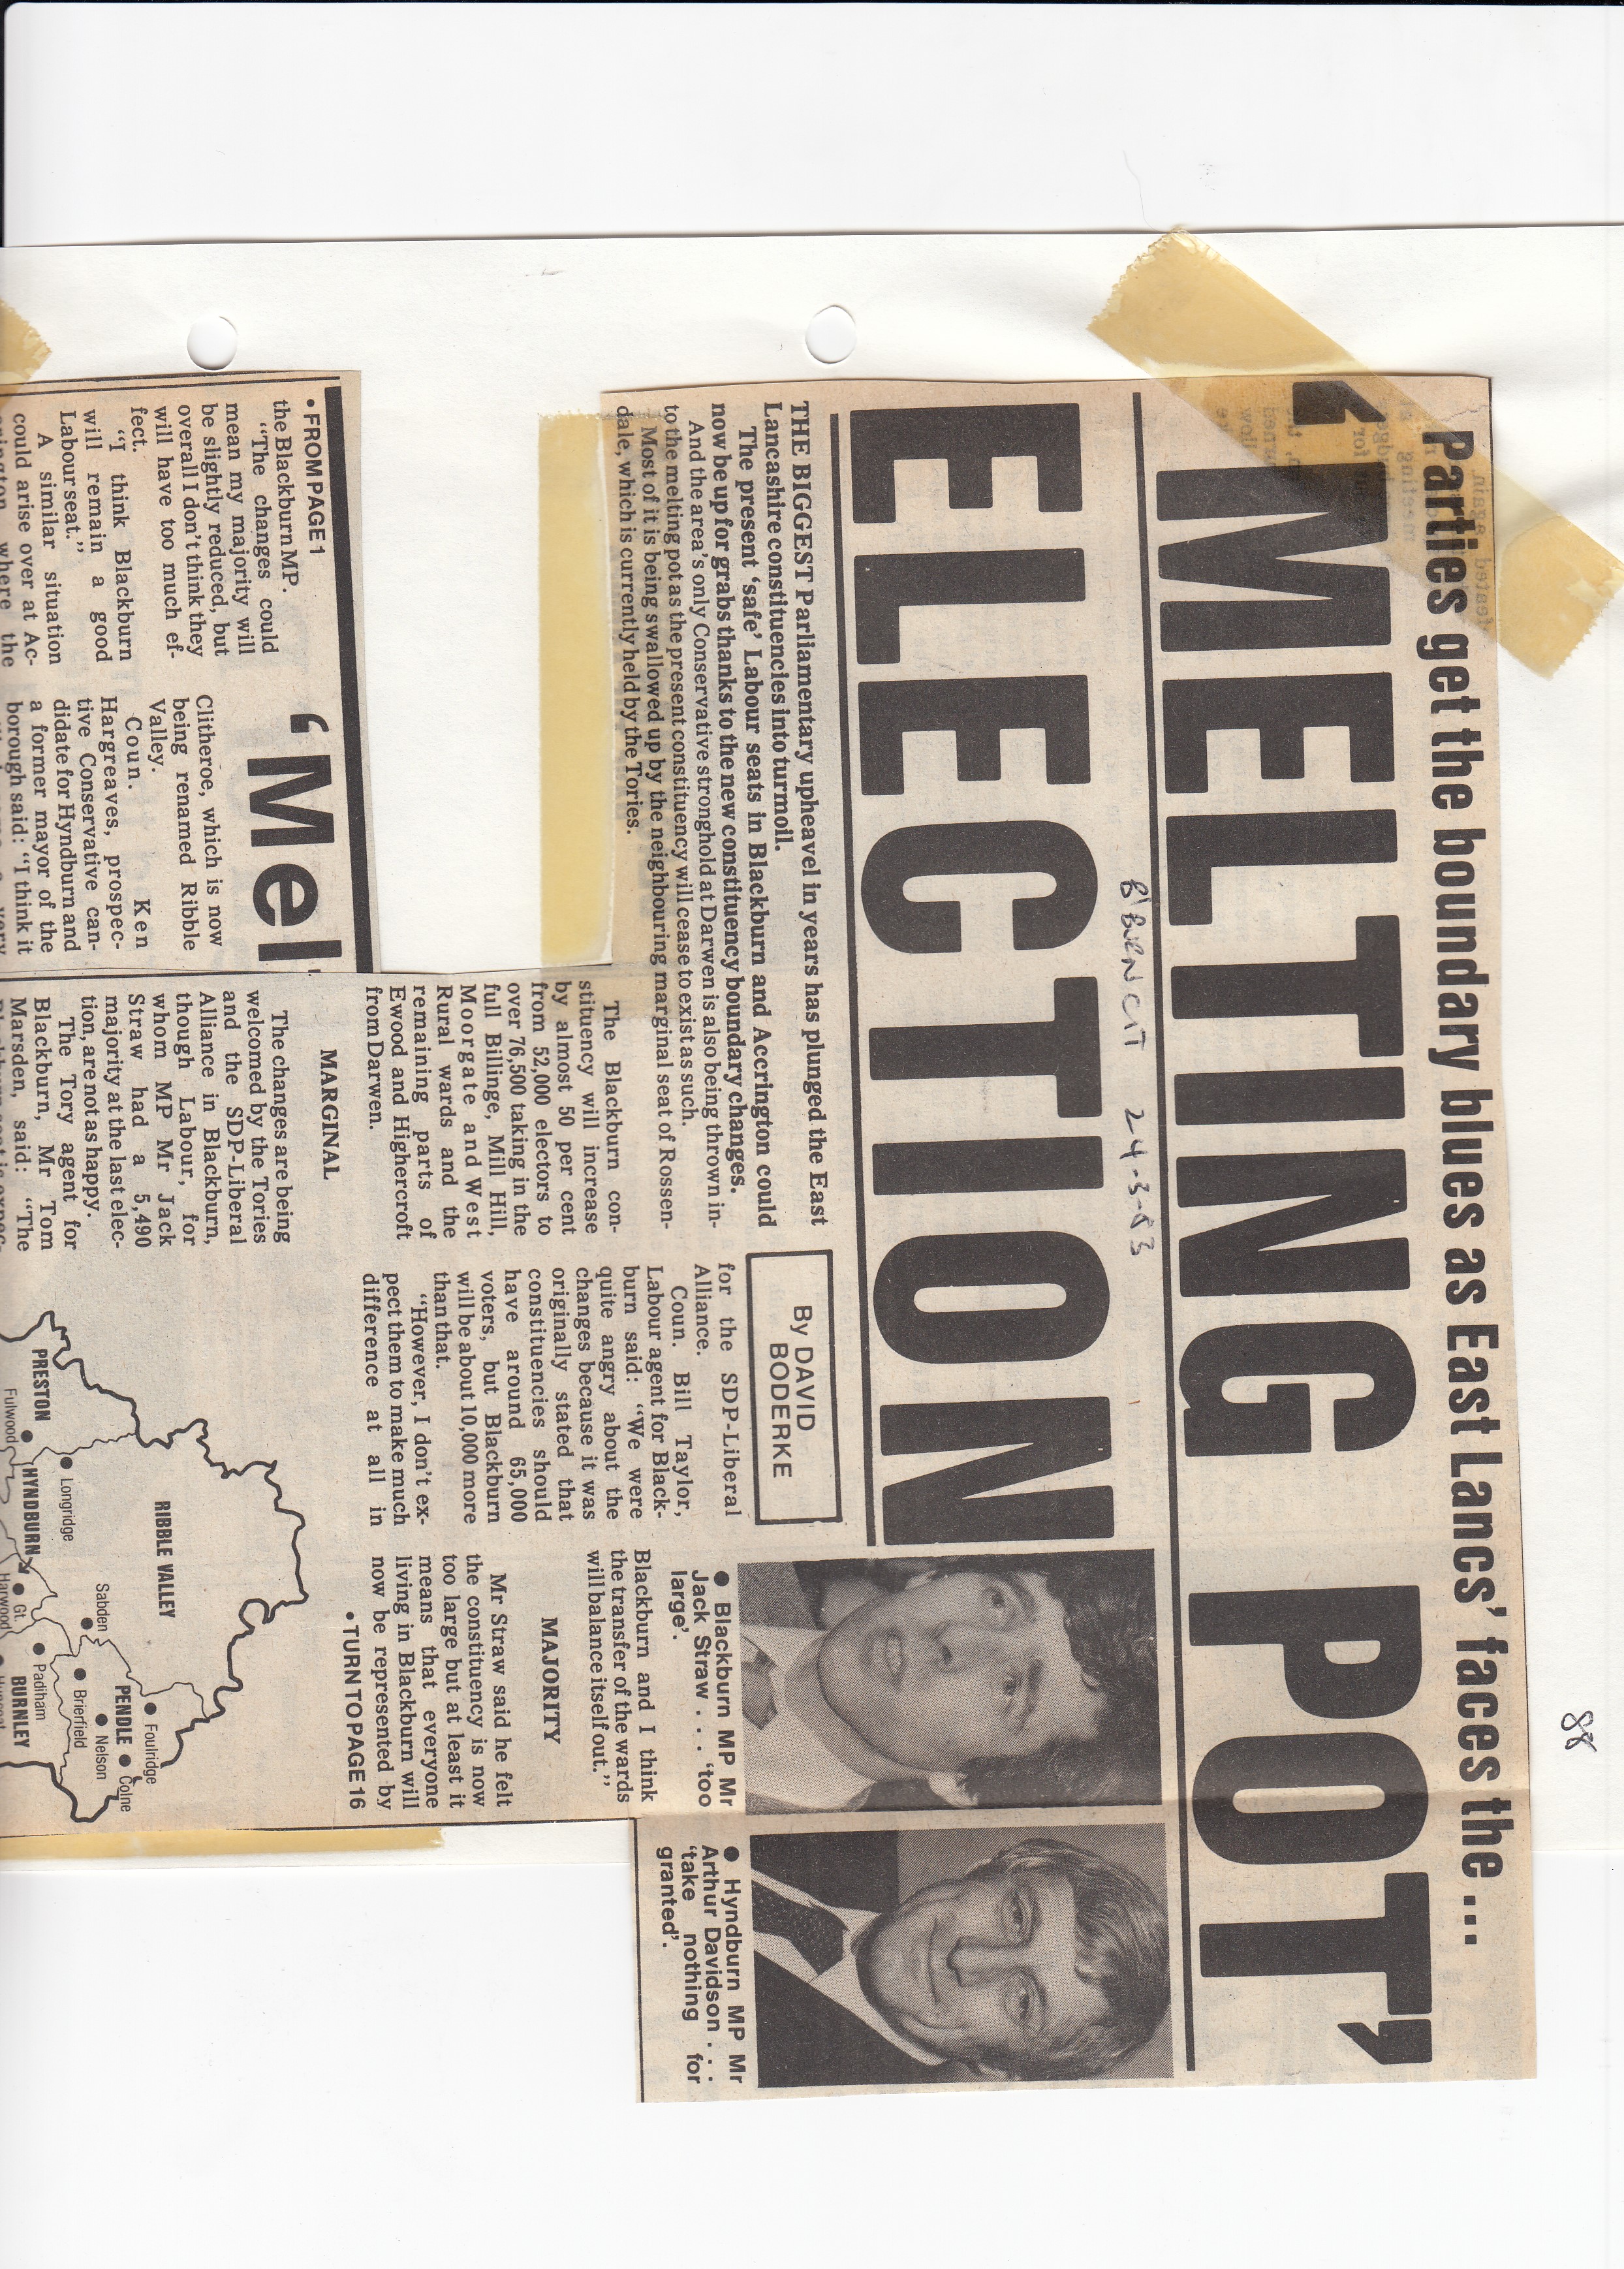 88
Parties get the boundary blues as East Lancs' faces the ...
‘MELTING POT’
B'BURN CIT 24-3-83
ELECTION
THE BIGGEST Parliamentary upheavel in years has plunged the East
Lancashire constituencies into turmoil.
The present ‘safe’ Labour seats in Blackburn and Accrington could
now be up for grabs thanks to the new constituency boundary changes.
And the area's only Conservative stronghold at Darwen is also being thrown in-
to the melting pot as the present constituency will cease to exist as such.
Most of it is being swallowed up by the neighbouring marginal seat of Rossen-
dale, which is currently held by the Tories.
The Blackburn con-
stituency will increase
by almost 50 per cent
from 52,000 electors to
over 76,500 taking in the
full Billinge, Mill Hill,
Moorgate and West
Rural wards and the
remaining parts of
Ewood and Highercroft
from Darwen.
MARGINAL
The changes are being
welcomed by the Tories
and the SDP-Liberal
Alliance in Blackburn,
though Labour, for
whom MP Mr Jack
Straw had a 5,490
majority at the last elec-
tion, are not as happy.
The Tory agent for
Blackburn, Mr Tom
Marsden, said: “The
By DAVID
BODERKE
for the SDP-Liberal
Alliance.
Coun. Bill Taylor,
Labour agent for Black-
burn said: “We were
quite angry about the
changes because it was
originally stated that
constituencies should
have around 65,000
voters, but Blackburn
will be about 10,000 more
than that.
“However, I don't ex-
pect them to make much
difference at all in
● Blackburn MP Mr
Jack Straw . . . ‘too
large’.
● Hyndburn MP Mr
Arthur Davidson . . .
‘take nothing for
granted’.
Blackburn and I think
the transfer of the wards
will balance itself out.”
MAJORITY
Mr Straw said he felt
the constituency is now
too large but at least it
means that everyone
living in Blackburn will
now be represented by
• TURN TO PAGE 16
RIBBLE VALLEY
PRESTON
Fulwood
Longridge
HYNDBURN
Gt.
Harwood
Sabden
Padiham
BURNLEY
Brierfield
PENDLE
Nelson
Foulridge
Colne
• FROM PAGE 1
the Blackburn MP.
“The changes could
mean my majority will
be slightly reduced, but
overall I don't think they
will have too much ef-
fect.
“I think Blackburn
will remain a good
Labour seat.”
A similar situation
could arise over at Ac-
crington where the
‘Mel
Clitheroe, which is now
being renamed Ribble
Valley.
Coun. Ken
Hargreaves, prospec-
tive Conservative can-
didate for Hyndburn and
a former mayor of the
borough said: “I think it